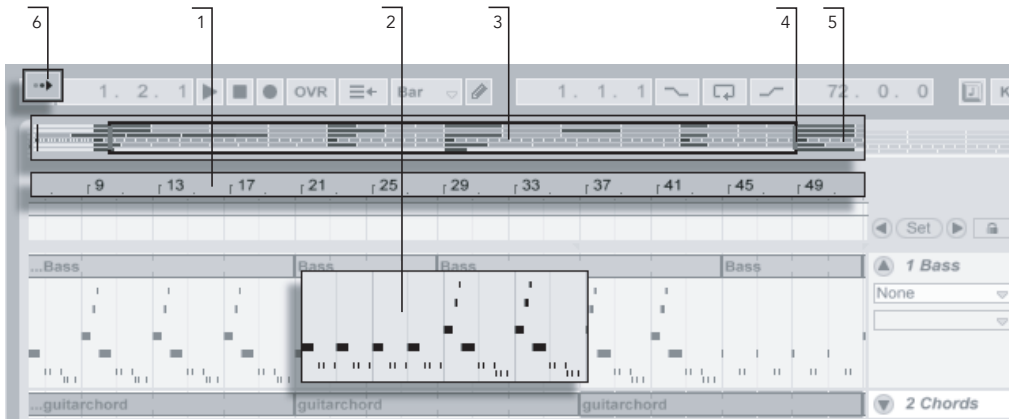 6 1 2 3 4 5
1. 2. 1 OVR Bar 1. 1. 1 72. 0. 0 K
9 13 17 21 25 29 33 37 41 45 49
Set
...Bass Bass Bass Bass 1 Bass
None
...guitarchord guitarchord guitarchord 2 Chords